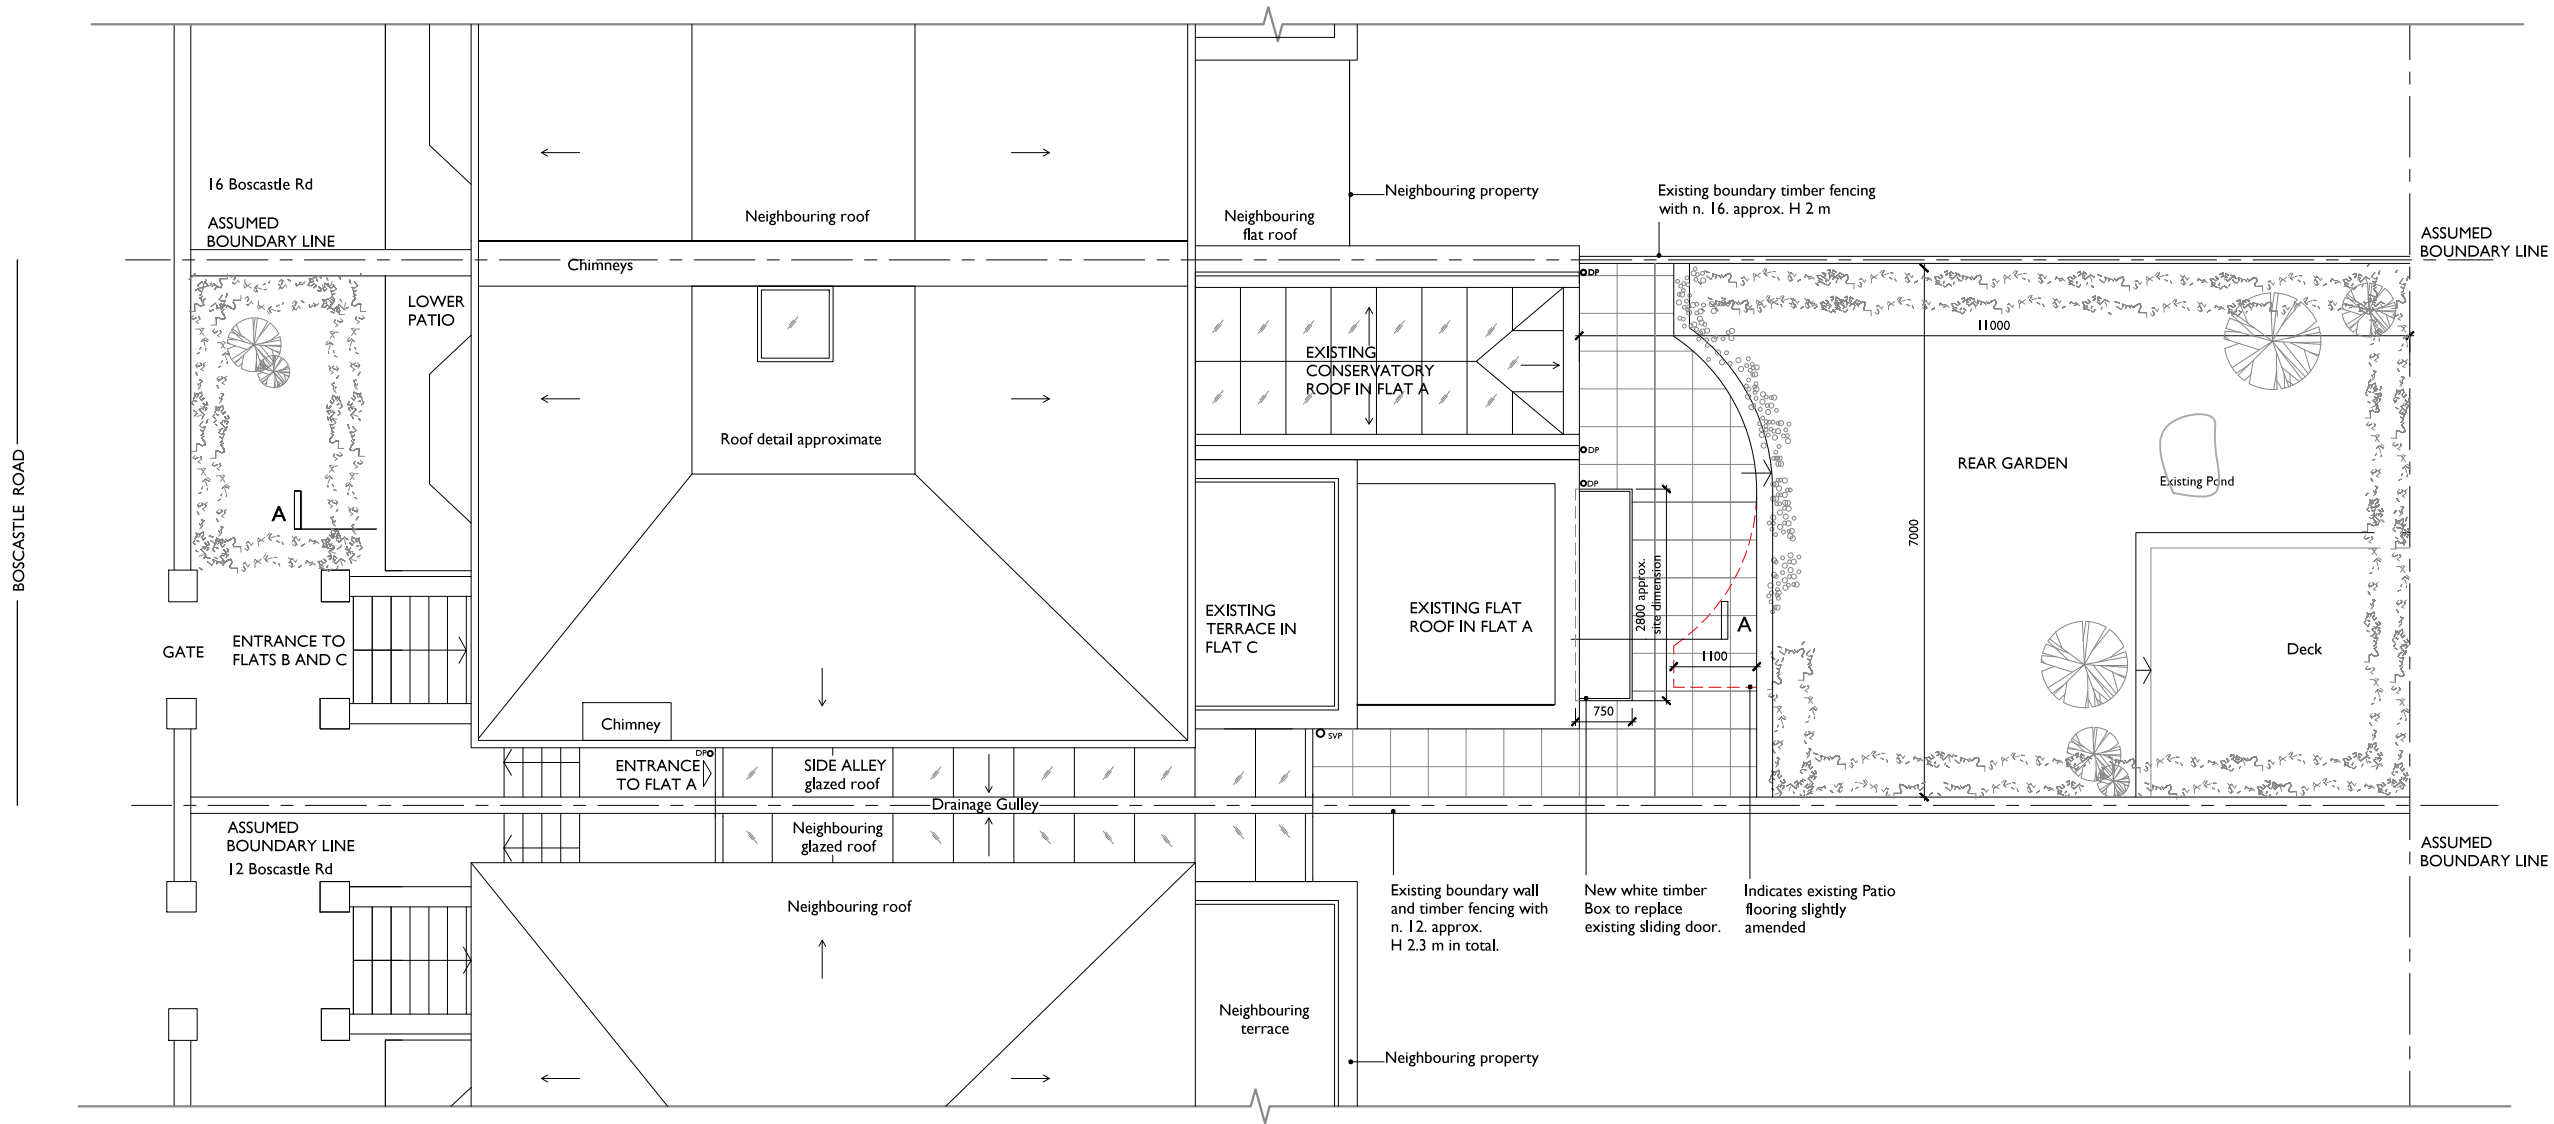 16 Boscastle Rd
ASSUMED
BOUNDARY LINE
Neighbouring roof
Neighbouring
flat roof
Neighbouring property
Existing boundary timber fencing
with n. 16. approx. H 2 m
ASSUMED
BOUNDARY LINE
Chimneys
DP
LOWER
PATIO
11000
EXISTING
CONSERVATORY
ROOF IN FLAT A
Roof detail approximate
DP
REAR GARDEN
Existing Pond
DP
BOSCASTLE ROAD
A
7000
2800 approx.
site dimension
EXISTING
TERRACE IN
FLAT C
EXISTING FLAT
ROOF IN FLAT A
A
GATE
ENTRANCE TO
FLATS B AND C
1100
Deck
750
Chimney
SVP
DP
ENTRANCE
TO FLAT A
SIDE ALLEY
glazed roof
Drainage Gulley
ASSUMED
BOUNDARY LINE
12 Boscastle Rd
Neighbouring
glazed roof
ASSUMED
BOUNDARY LINE
Neighbouring roof
Existing boundary wall
and timber fencing with
n. 12. approx.
H 2.3 m in total.
New white timber
Box to replace
existing sliding door.
Indicates existing Patio
flooring slightly
amended
Neighbouring
terrace
Neighbouring property